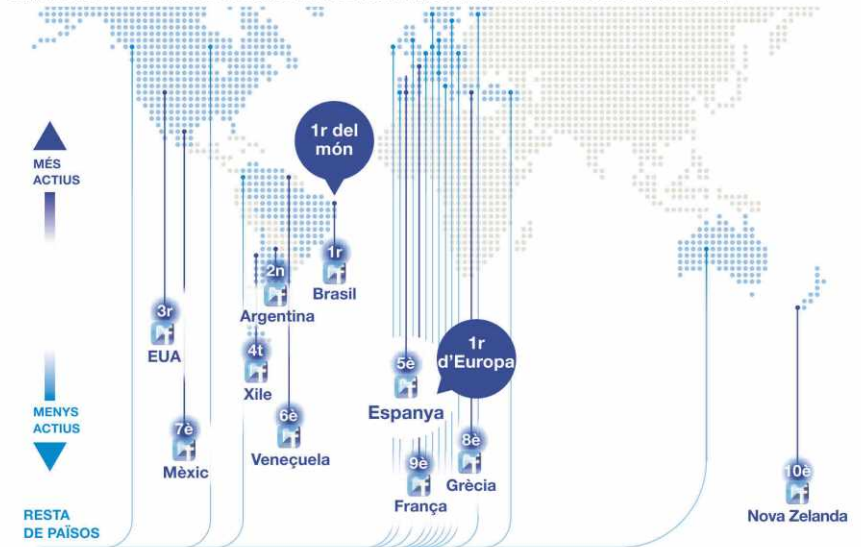 1r del
món
MÉS
ACTIUS
1r
Brasil
2n
Argentina
3r
EUA
4t
Xile
1r
d'Europa
5è
Espanya
MENYS
ACTIUS
6è
Veneçuela
7è
Mèxic
8è
Grècia
9è
França
10è
Nova Zelanda
RESTA
DE PAÏSOS